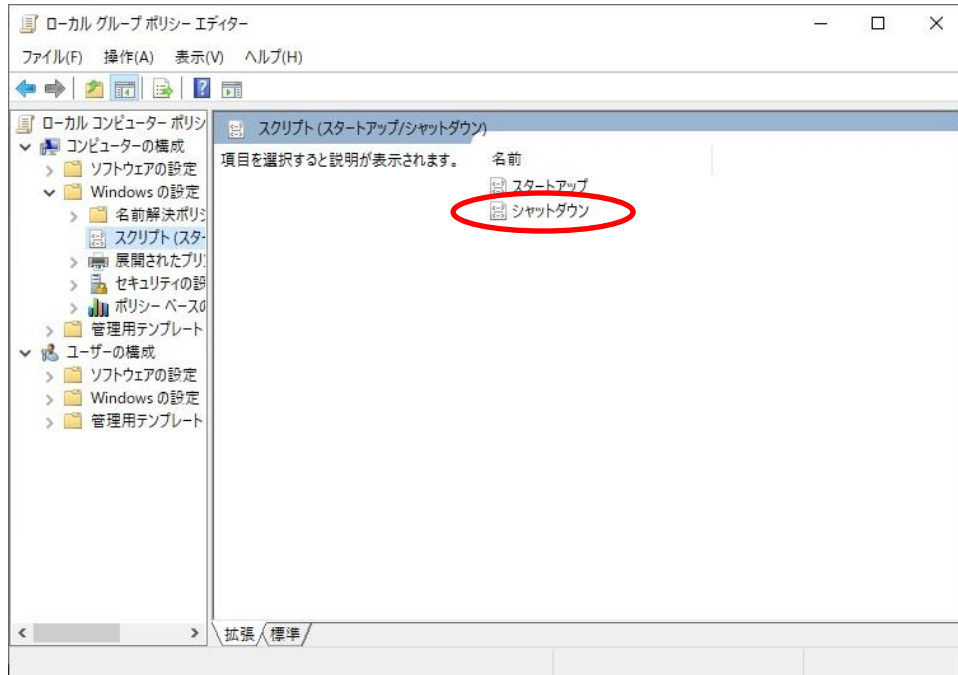 ローカル グループ ポリシー エディター
ファイル(F) 操作(A) 表示(V) ヘルプ(H)
ローカル コンピューター ポリシ
コンピューターの構成
ソフトウェアの設定
Windows の設定
名前解決ポリシ
スクリプト (スター
展開されたプリ
セキュリティの設
ポリシー ベースの
管理用テンプレート
ユーザーの構成
ソフトウェアの設定
Windows の設定
管理用テンプレート
スクリプト (スタートアップ/シャットダウン)
項目を選択すると説明が表示されます。
名前
スタートアップ
シャットダウン
拡張 標準